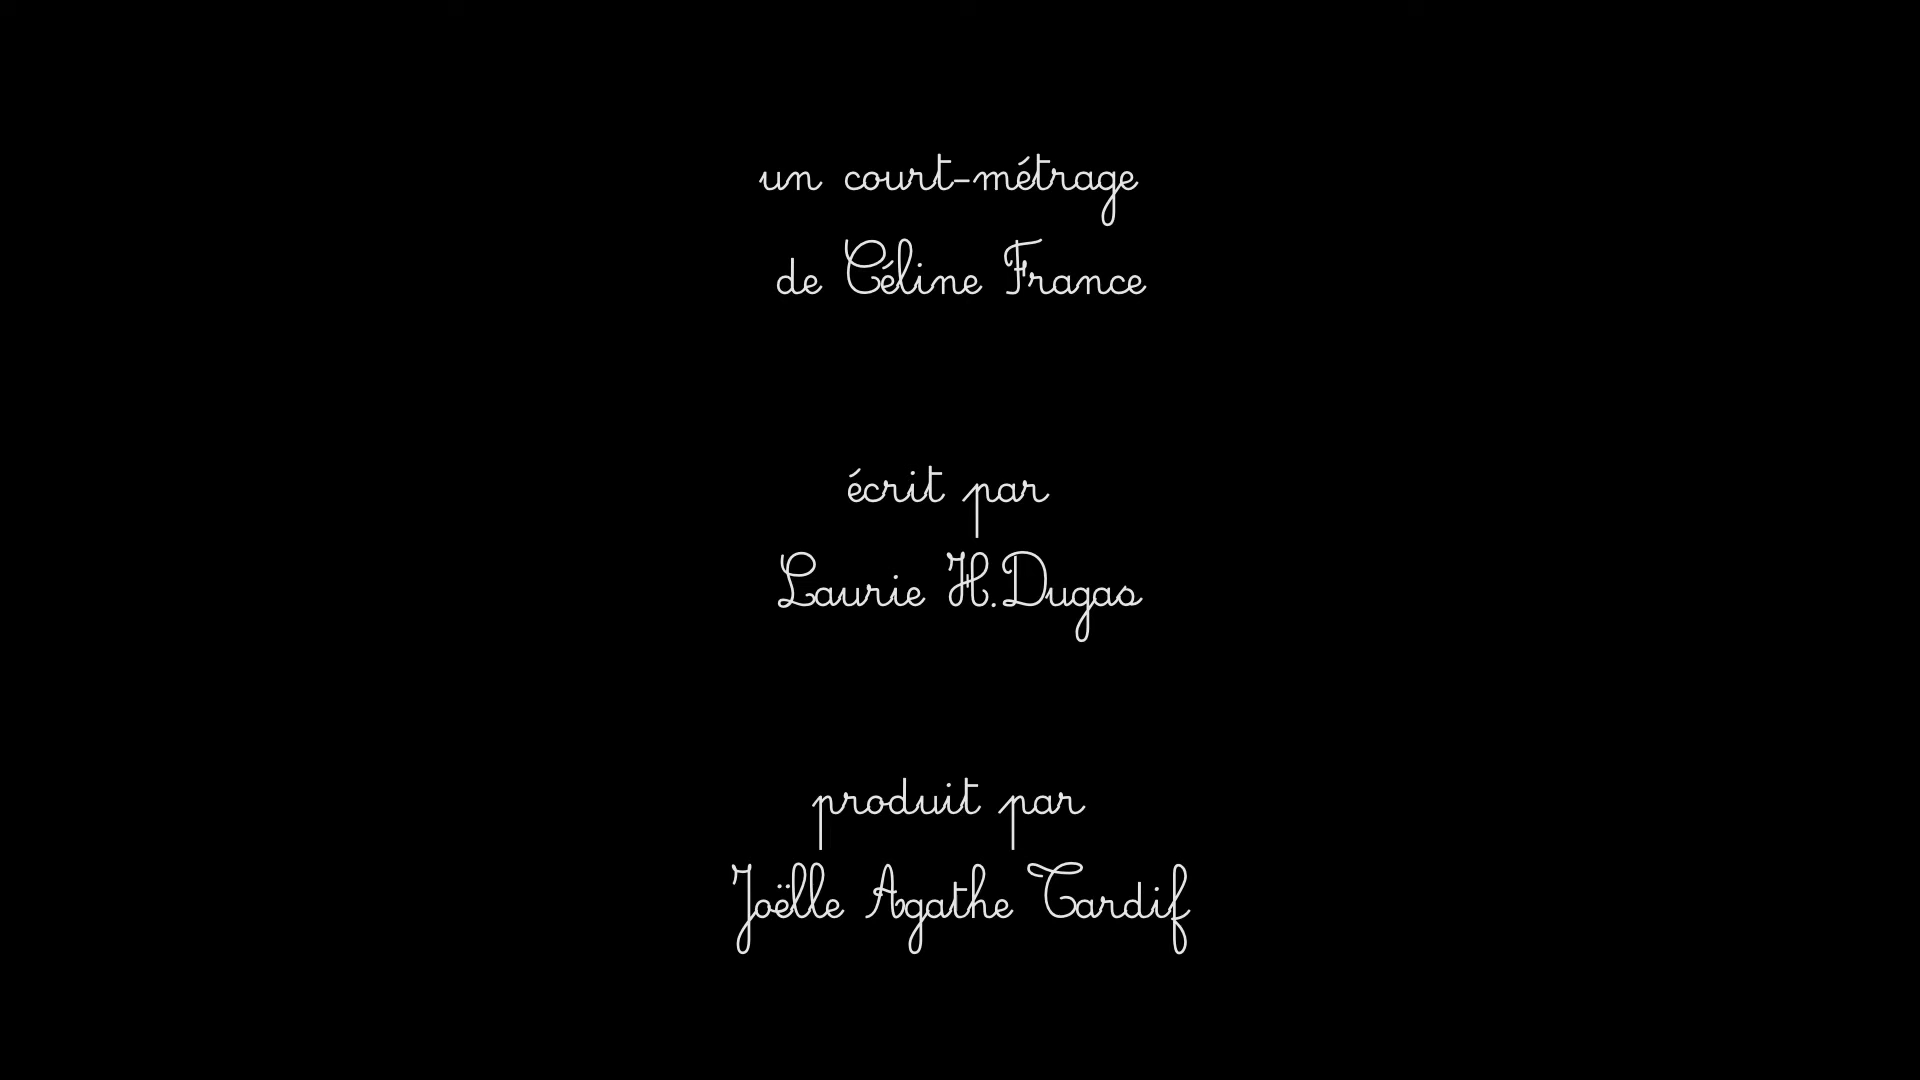 un court-métrage
de Céline France
écrit par
Laurie H.Dugas
produit par
Joëlle Agathe Tardif